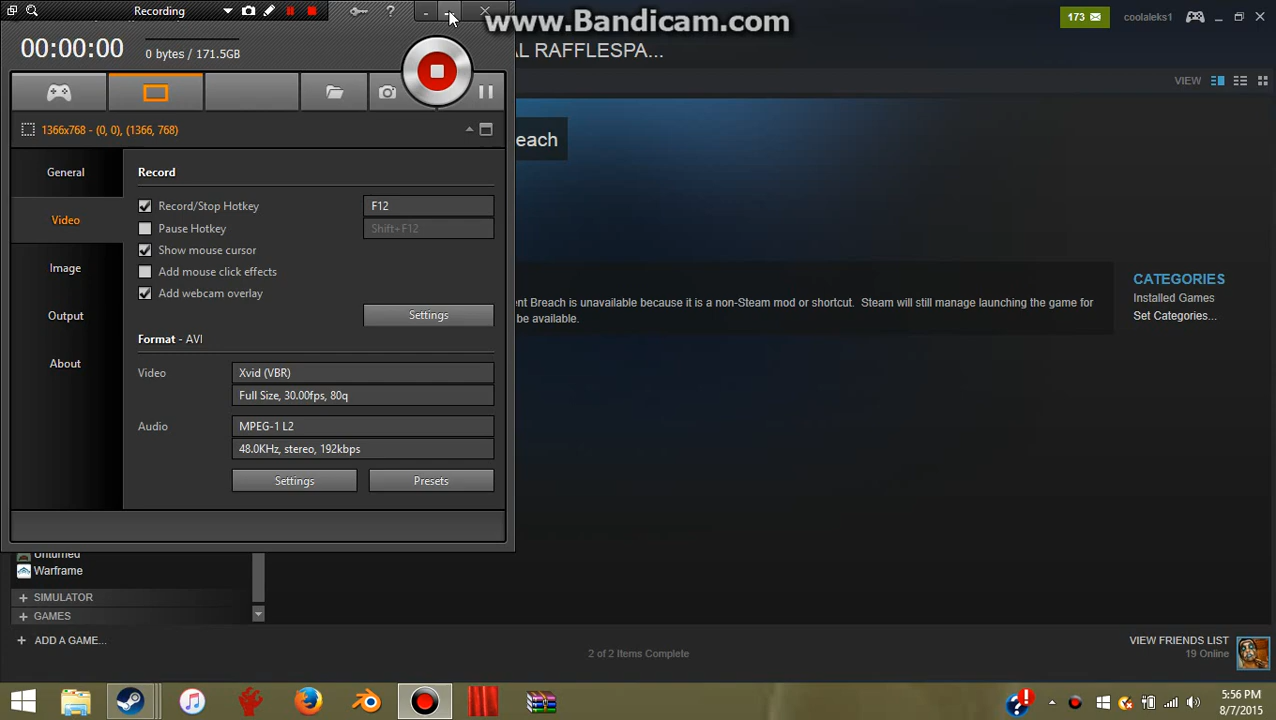 Recording
www.Bandicam.com
173
coolaleks1
00:00:00
0 bytes / 171.5GB
AL RAFFLESPA...
VIEW
1366x768 - (0, 0), (1366, 768)
each
General
Video
Image
Output
About
Record
Record/Stop Hotkey
F12
Pause Hotkey
Shift+F12
Show mouse cursor
Add mouse click effects
Add webcam overlay
Settings
Format - AVI
Video
Xvid (VBR)
Full Size, 30.00fps, 80q
Audio
MPEG-1 L2
48.0KHz, stereo, 192kbps
Settings
Presets
ent Breach is unavailable because it is a non-Steam mod or shortcut. Steam will still manage launching the game for
be available.
CATEGORIES
Installed Games
Set Categories...
Unturned
Warframe
+ SIMULATOR
+ GAMES
+ ADD A GAME...
2 of 2 Items Complete
VIEW FRIENDS LIST
19 Online
5:56 PM
8/7/2015